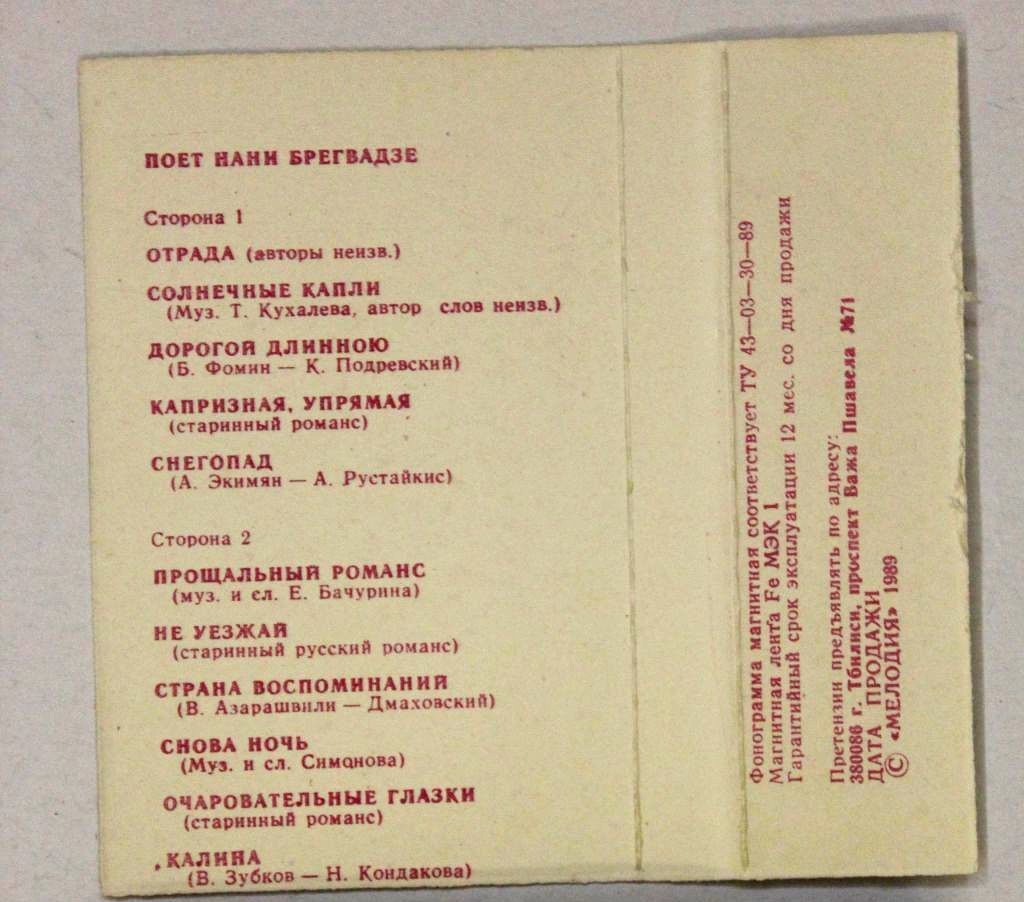 ПОЕТ НАНИ БРЕГВАДЗЕ
Сторона 1
ОТРАДА (авторы неизв.)
СОЛНЕЧНЫЕ КАПЛИ
(Муз. Т. Кухалева, автор слов неизв.)
ДОРОГОЙ ДЛИННОЮ
(Б. Фомин — К. Подревский)
КАПРИЗНАЯ, УПРЯМАЯ
(старинный романс)
СНЕГОПАД
(А. Экимян — А. Рустайкис)
Сторона 2
ПРОЩАЛЬНЫЙ РОМАНС
(муз. и сл. Е. Бачурина)
НЕ УЕЗЖАЙ
(старинный русский романс)
СТРАНА ВОСПОМИНАНИЙ
(В. Азарашвили — Дмаховский)
СНОВА НОЧЬ
(Муз. и сл. Симонова)
ОЧАРОВАТЕЛЬНЫЕ ГЛАЗКИ
(старинный романс)
КАЛИНА
(В. Зубков — Н. Кондакова)
Фонограмма магнитная соответствует ТУ 43—03—30—89
Магнитная лента Fe МЭК 1
Гарантийный срок эксплуатации 12 мес. со дня продажи
Претензии предъявлять по адресу:
380086 г. Тбилиси, проспект Важа Пшавела №71
ДАТА ПРОДАЖИ
© «МЕЛОДИЯ» 1989